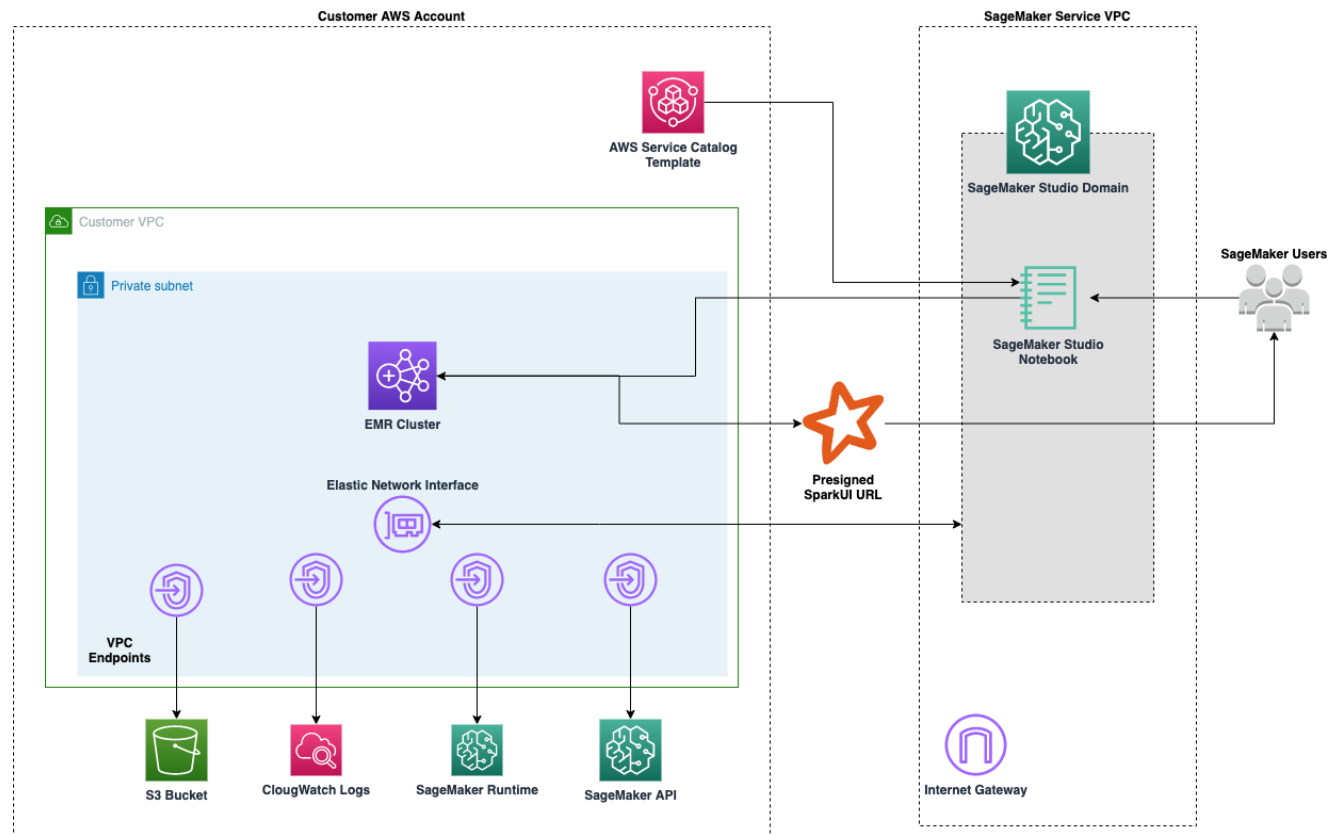 Customer AWS Account
SageMaker Service VPC
AWS Service Catalog
Template
SageMaker Studio Domain
Customer VPC
SageMaker Users
Private subnet
SageMaker Studio
Notebook
EMR Cluster
Presigned
SparkUI URL
Elastic Network Interface
VPC
Endpoints
S3 Bucket
ClougWatch Logs
SageMaker Runtime
SageMaker API
Internet Gateway